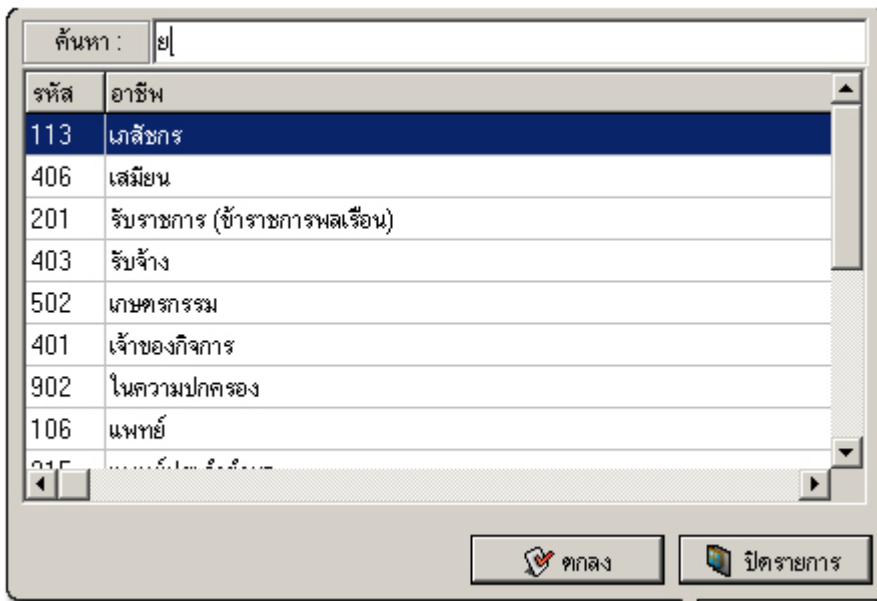 ค้นหา : ย
รหัส อาชีพ
113 เภสัชกร
406 เสมียน
201 รับราชการ (ข้าราชการพลเรือน)
403 รับจ้าง
502 เกษตรกรรม
401 เจ้าของกิจการ
902 ในความปกครอง
106 แพทย์
ตกลง ปิดรายการ